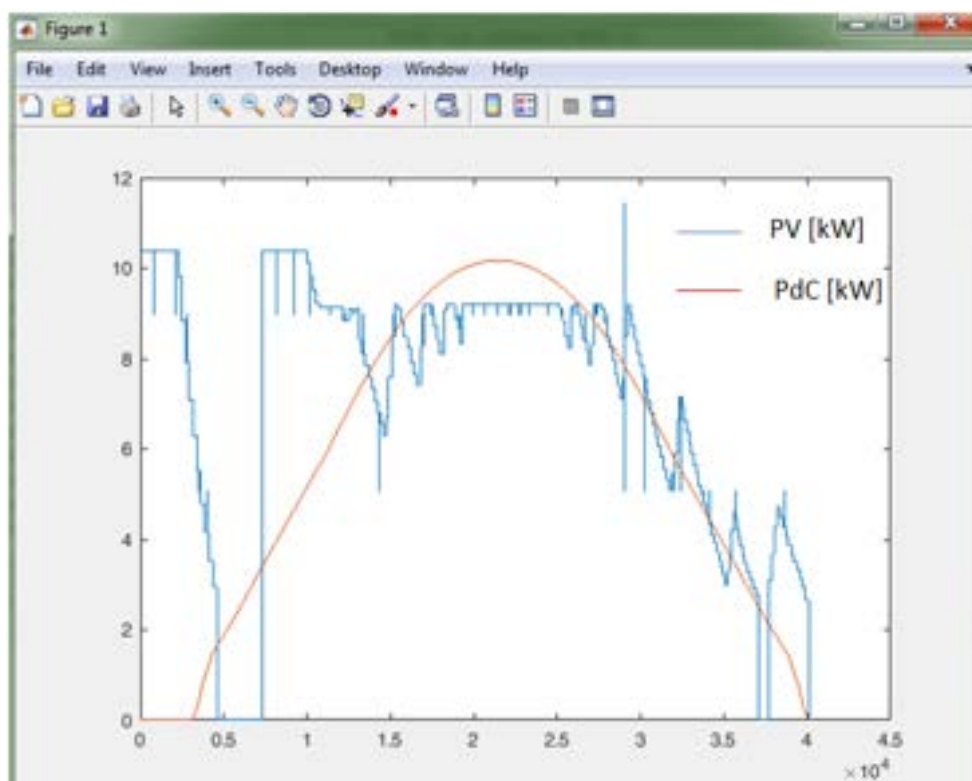 Figure 1
File Edit View Insert Tools Desktop Window Help
12
10
8
6
4
2
0
PV [kW]
PdC [kW]
0 0.5 1 1.5 2 2.5 3 3.5 4 4.5
×10⁴